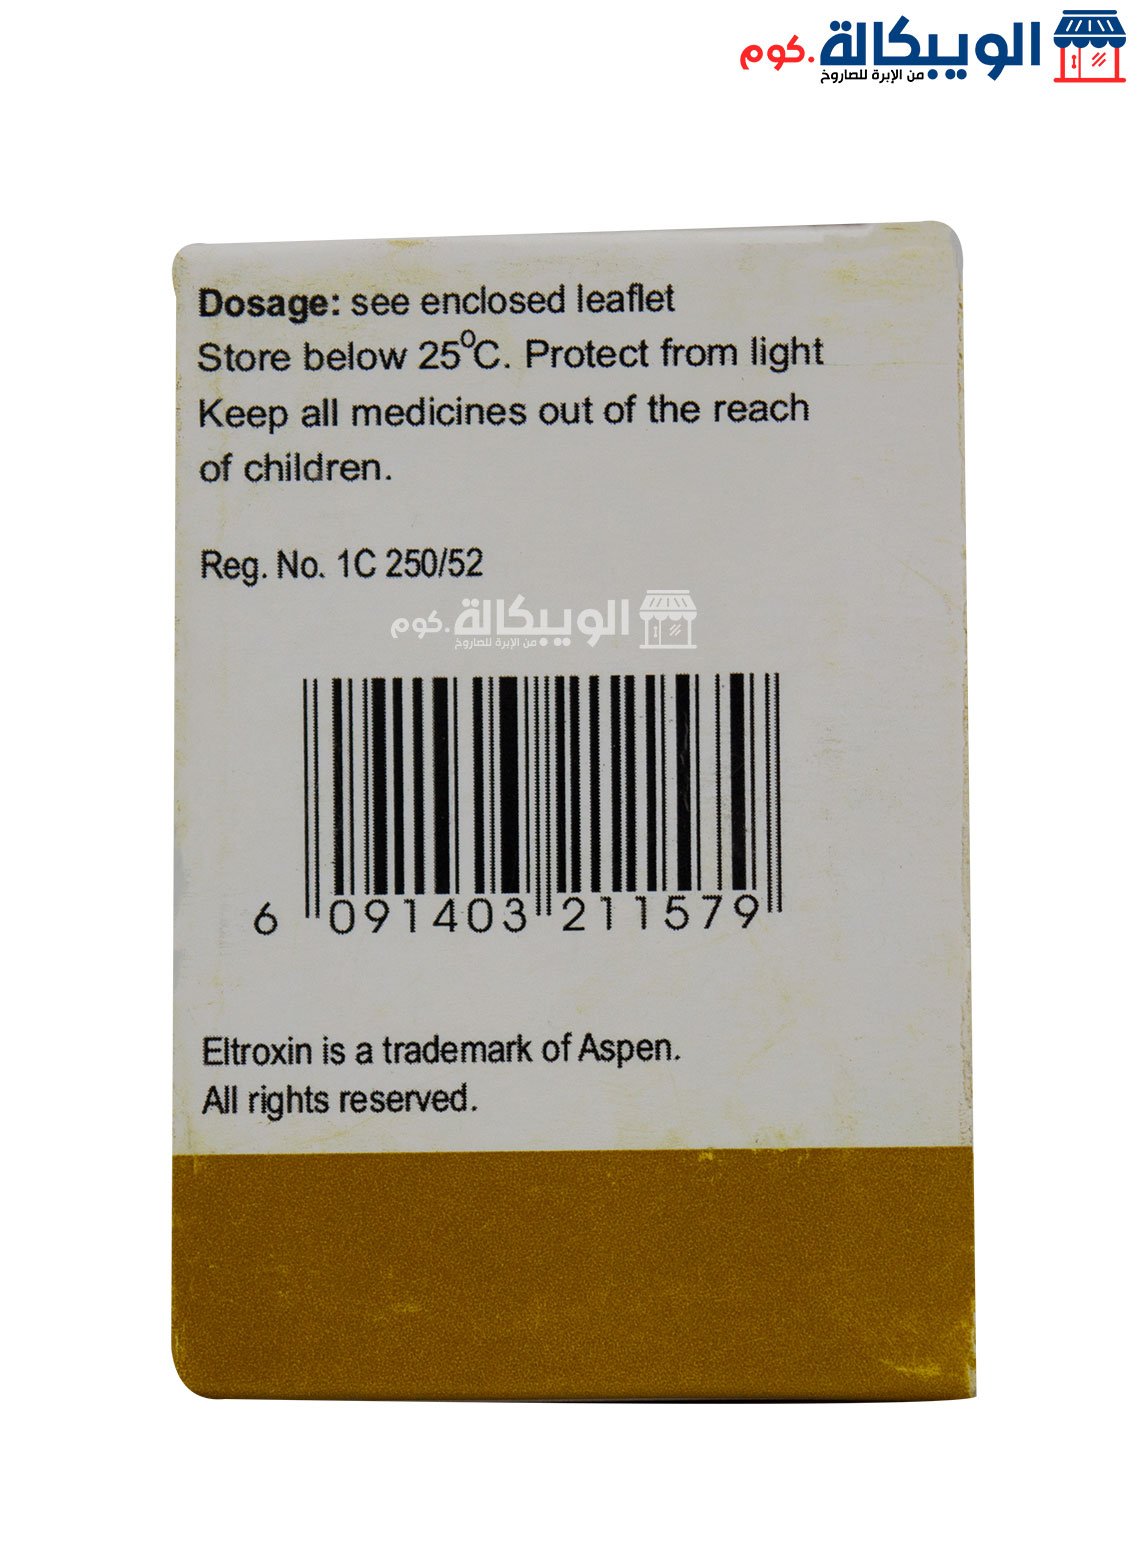 الويبكالة.كوم
من الإبرة للصاروخ
Dosage: see enclosed leaflet
Store below 25°C. Protect from light
Keep all medicines out of the reach
of children.
Reg. No. 1C 250/52
الويبكالة.كوم
من الإبرة للصاروخ
6 091403 211579
Eltroxin is a trademark of Aspen.
All rights reserved.